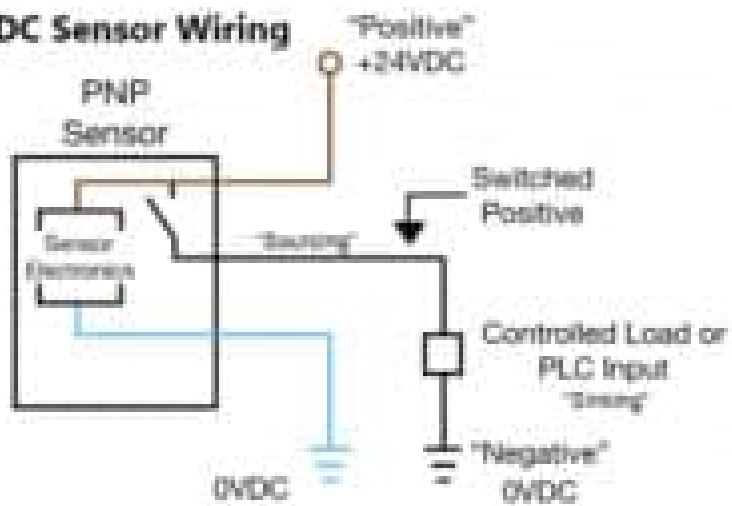 DC Sensor Wiring
"Positive"
+24VDC
PNP
Sensor
Switched
Positive
Sensor
Electronics
"Sourcing"
Controlled Load or
PLC Input
"Sinking"
"Negative"
0VDC
0VDC